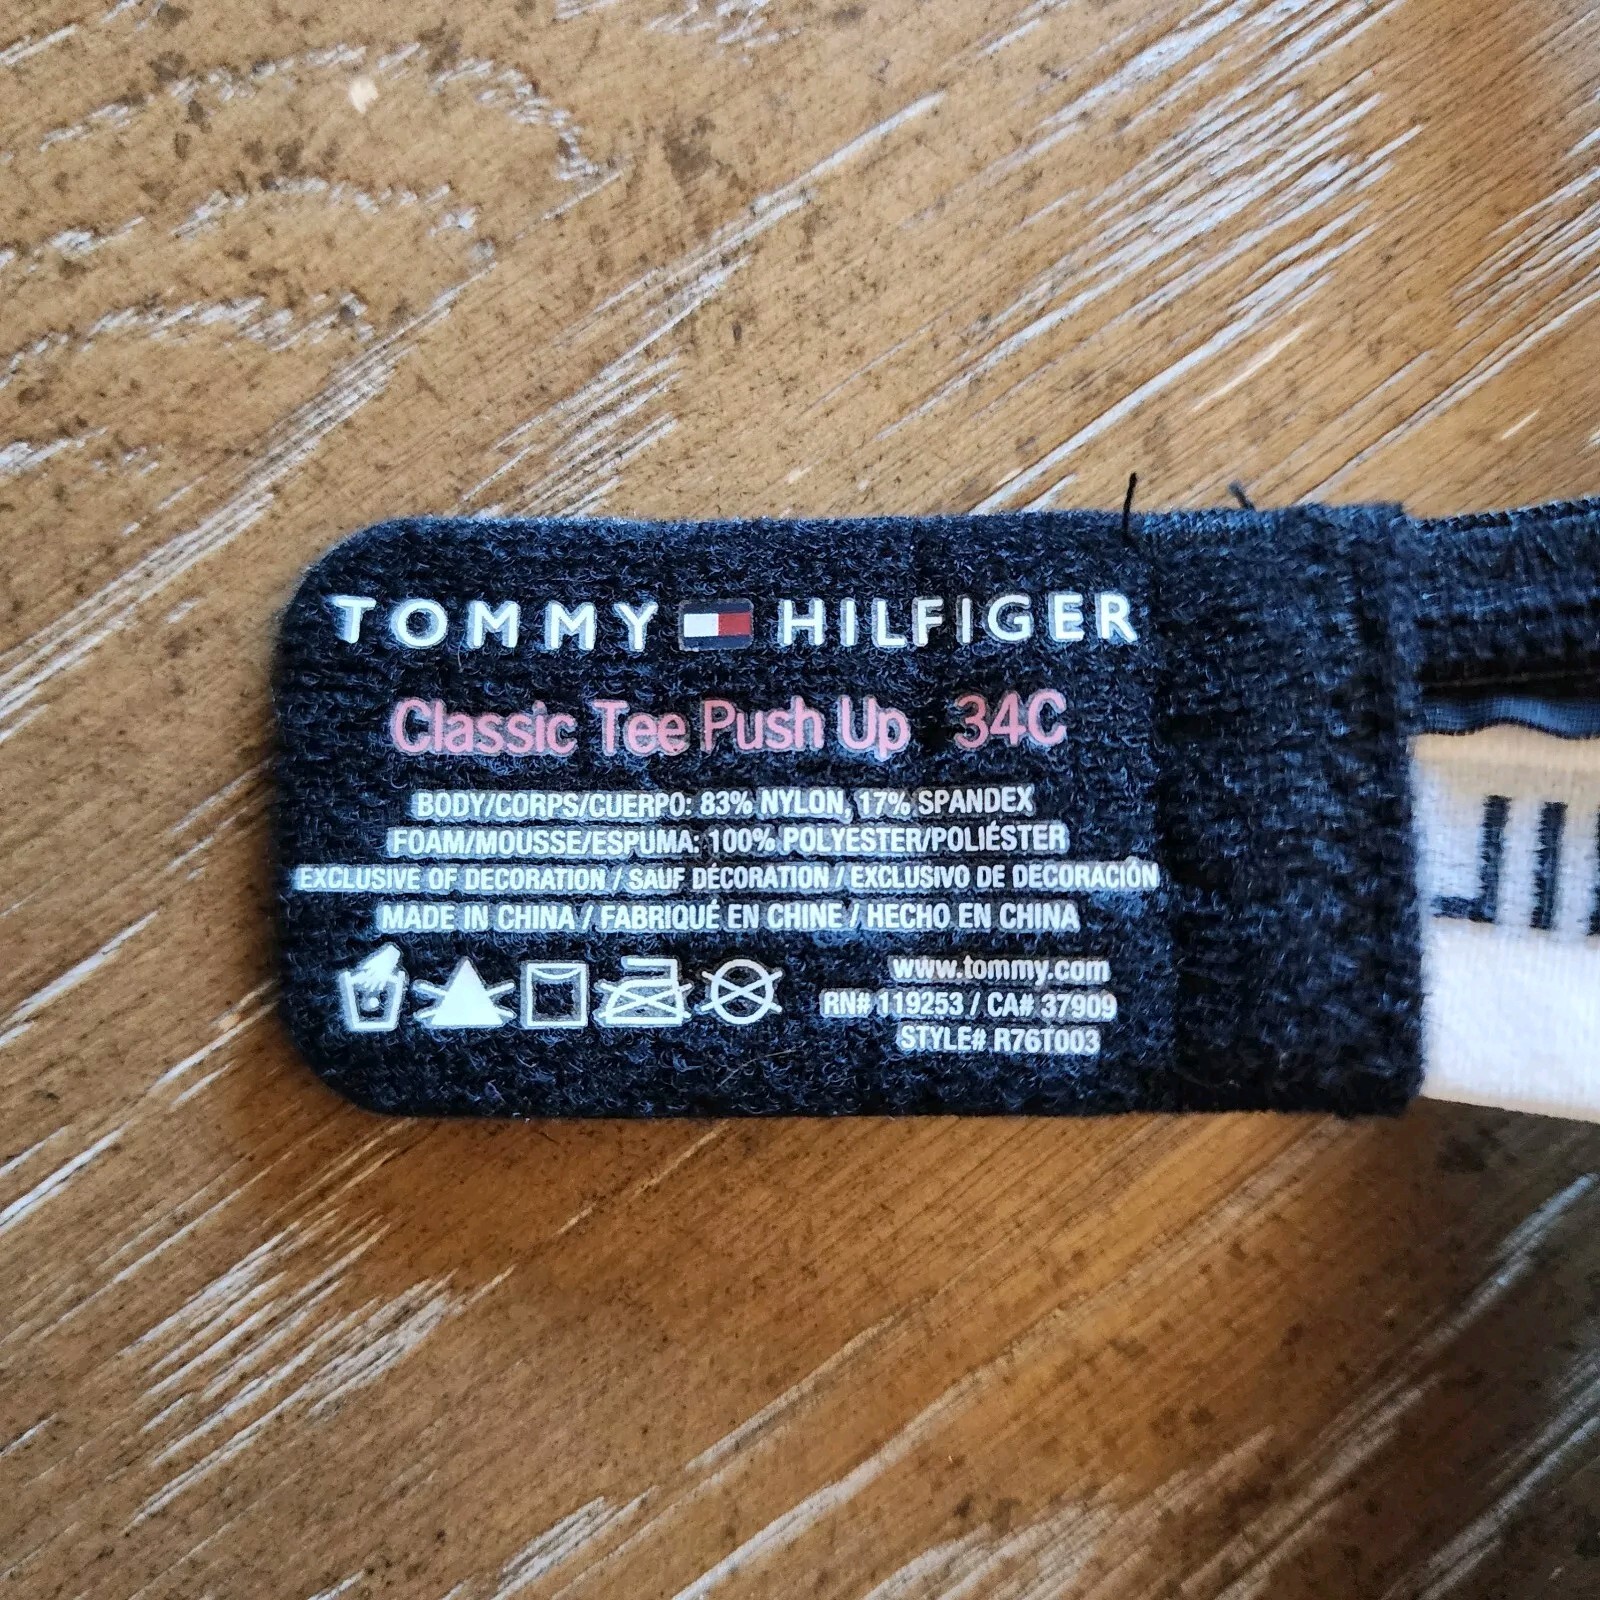 TOMMY HILFIGER
Classic Tee Push Up 34C
BODY/CORPS/CUERPO: 83% NYLON, 17% SPANDEX
FOAM/MOUSSE/ESPUMA: 100% POLYESTER/POLIÉSTER
EXCLUSIVE OF DECORATION / SAUF DÉCORATION / EXCLUSIVO DE DECORACIÓN
MADE IN CHINA / FABRIQUÉ EN CHINE / HECHO EN CHINA
www.tommy.com
RN# 119253 / CA# 37909
STYLE# R76T003